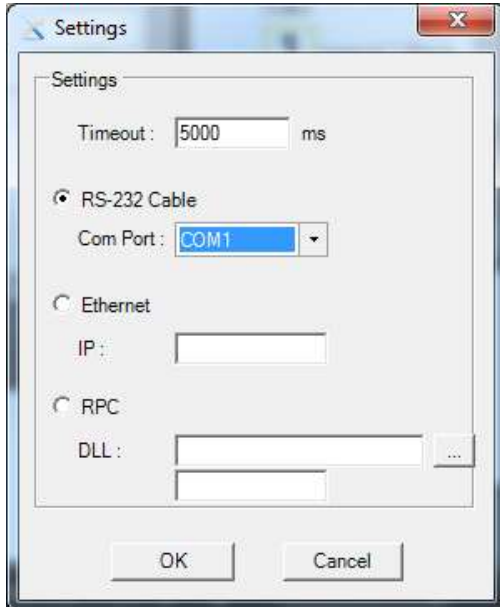 Settings
Settings
Timeout : 5000 ms
RS-232 Cable
Com Port : COM1
Ethernet
IP :
RPC
DLL : ...
OK Cancel